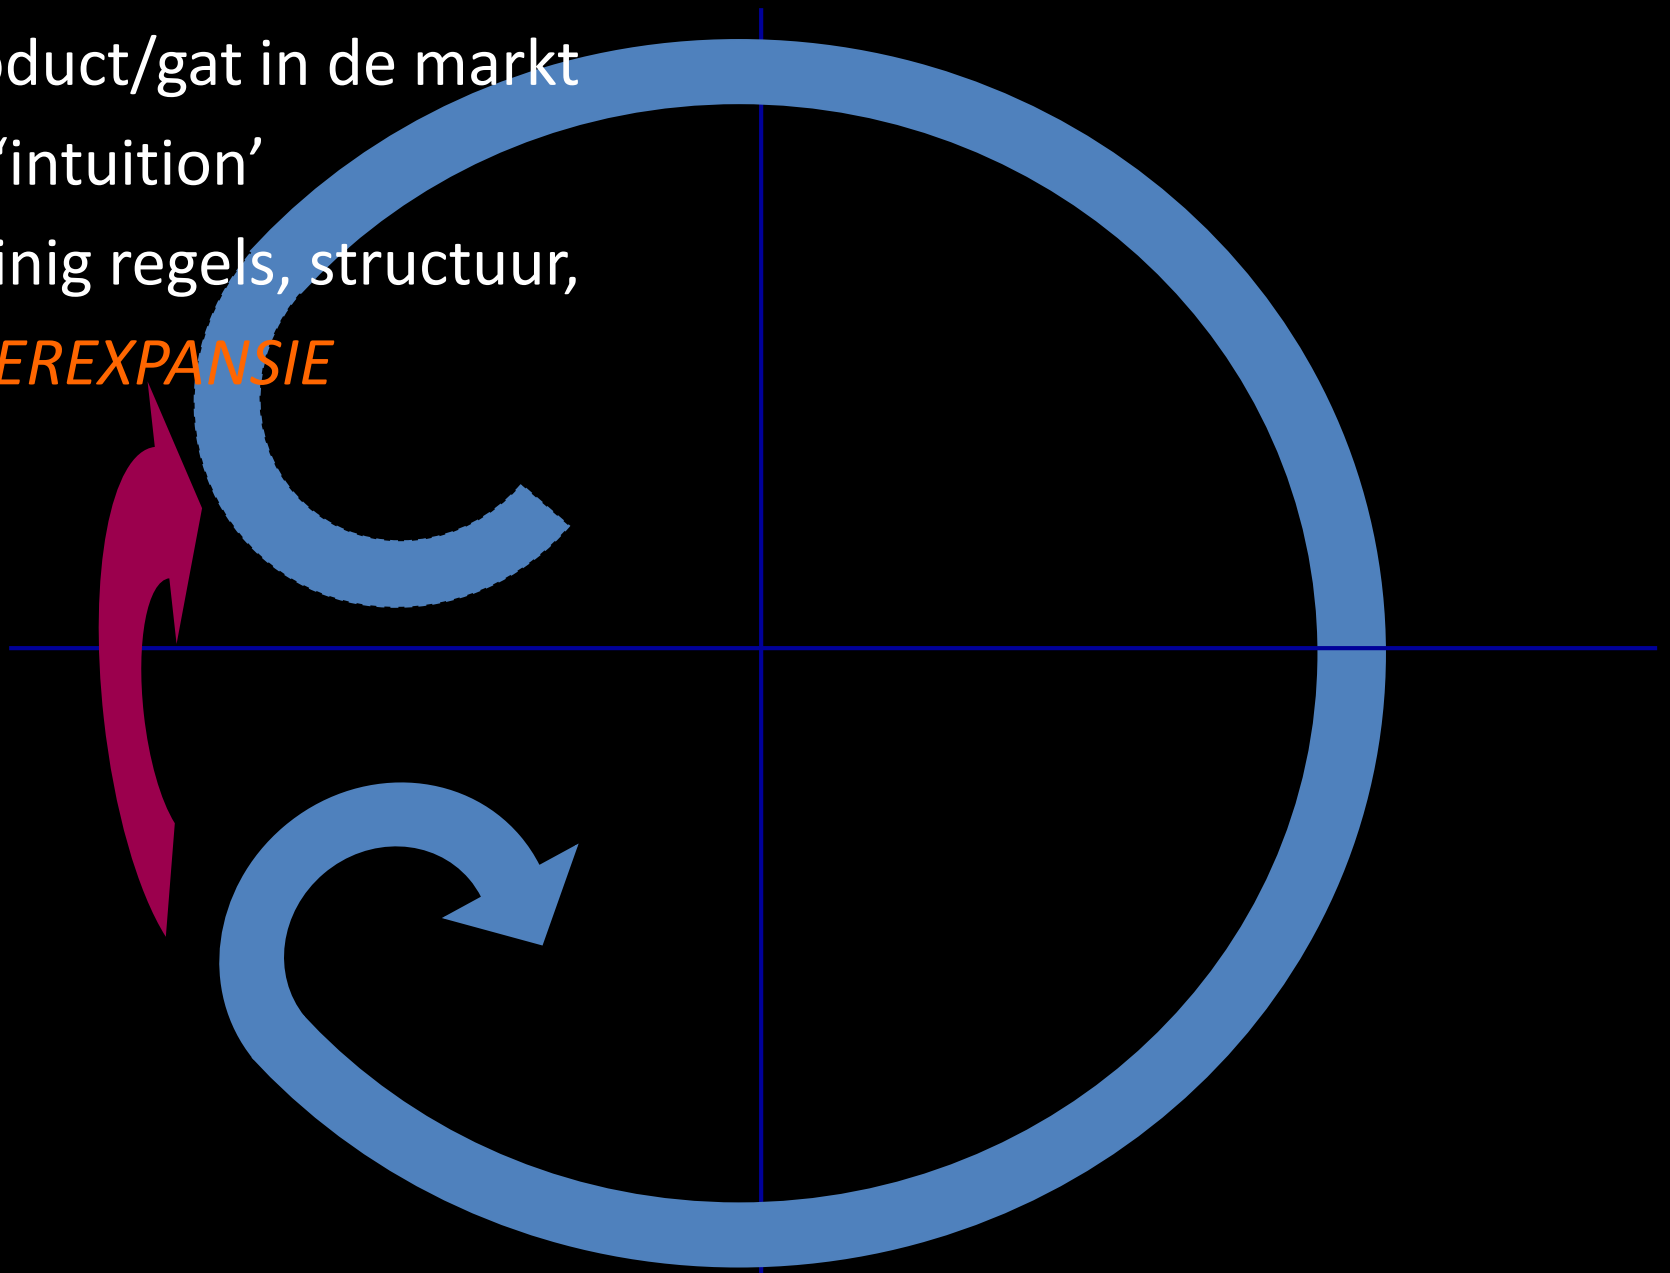 oduct/gat in de markt
‘intuition’
inig regels, structuur,
EREXPANSIE